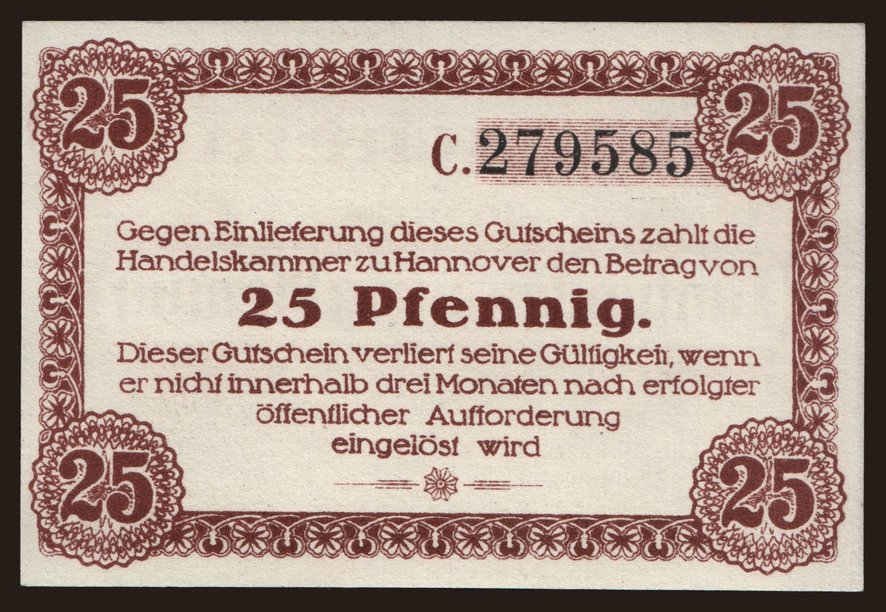 25 25
C. 279585
Gegen Einlieferung dieses Gutscheins zahlt die
Handelskammer zu Hannover den Betrag von
25 Pfennig.
Dieser Gutschein verliert seine Gültigkeit, wenn
er nicht innerhalb drei Monaten nach erfolgter
öffentlicher Aufforderung
eingelöst wird
25 25